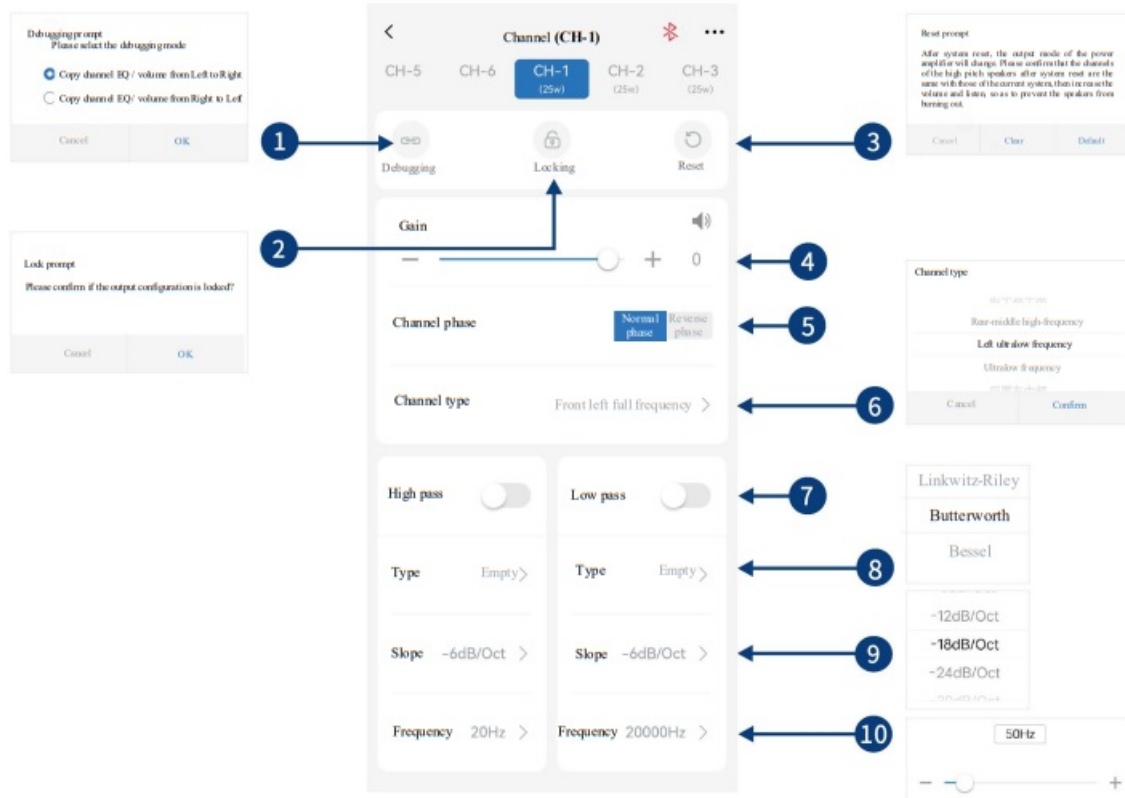 Debugging prompt
Please select the debugging mode
Copy channel EQ / volume from Left to Right
Copy channel EQ / volume from Right to Lef
Cancel OK
1
Lock prompt
Please confirm if the output configuration is locked?
Cancel OK
2
Channel (CH-1)
CH-5 CH-6 CH-1 CH-2 CH-3
(25w) (25w) (25w)
Debugging Locking Reset
Gain
0
Channel phase
Normal phase
Reverse phase
Channel type Front left full frequency
High pass Low pass
Type Empty Type Empty
Slope -6dB/Oct Slope -6dB/Oct
Frequency 20Hz Frequency 20000Hz
3
Reset prompt
After system reset, the output mode of the power
amplifier will change. Please confirm that the channels
of the high pitch speakers after system reset are the
same with those of the current system, then increase the
volume and listen, so as to prevent the speakers from
burning out.
Cancel Clear Default
4
5
6
Channel type
Rear-middle high-frequency
Left ultralow frequency
Ultralow frequency
Cancel Confirm
7
8
Linkwitz-Riley
Butterworth
Bessel
9
-12dB/Oct
-18dB/Oct
-24dB/Oct
10
50Hz